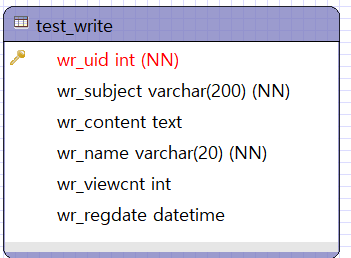 test_write
wr_uid int (NN)
wr_subject varchar(200) (NN)
wr_content text
wr_name varchar(20) (NN)
wr_viewcnt int
wr_regdate datetime